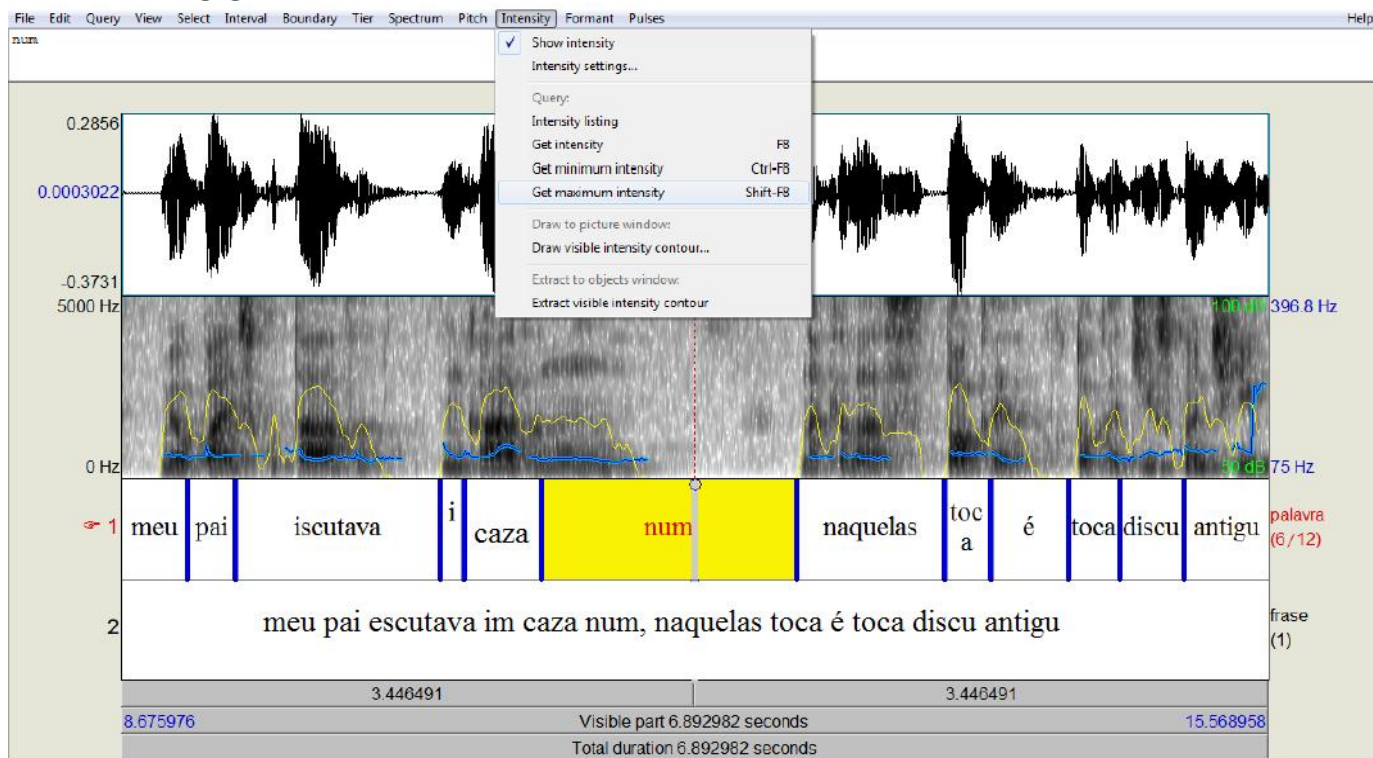 File Edit Query View Select Interval Boundary Tier Spectrum Pitch Intensity Formant Pulses Help
num
✓ Show intensity
Intensity settings...
Query:
Intensity listing
Get intensity F8
Get minimum intensity Ctrl-F8
Get maximum intensity Shift-F8
Draw to picture window:
Draw visible intensity contour...
Extract to objects window:
Extract visible intensity contour
0.2856
0.0003022
-0.3731
5000 Hz 100 dB 396.8 Hz
0 Hz 50 dB 75 Hz
☞ 1 meu pai iscutava i caza num naquelas toc
a é toca discu antigu palavra
(6/12)
2 meu pai escutava im caza num, naquelas toca é toca discu antigu frase
(1)
3.446491 3.446491
8.675976 Visible part 6.892982 seconds 15.568958
Total duration 6.892982 seconds